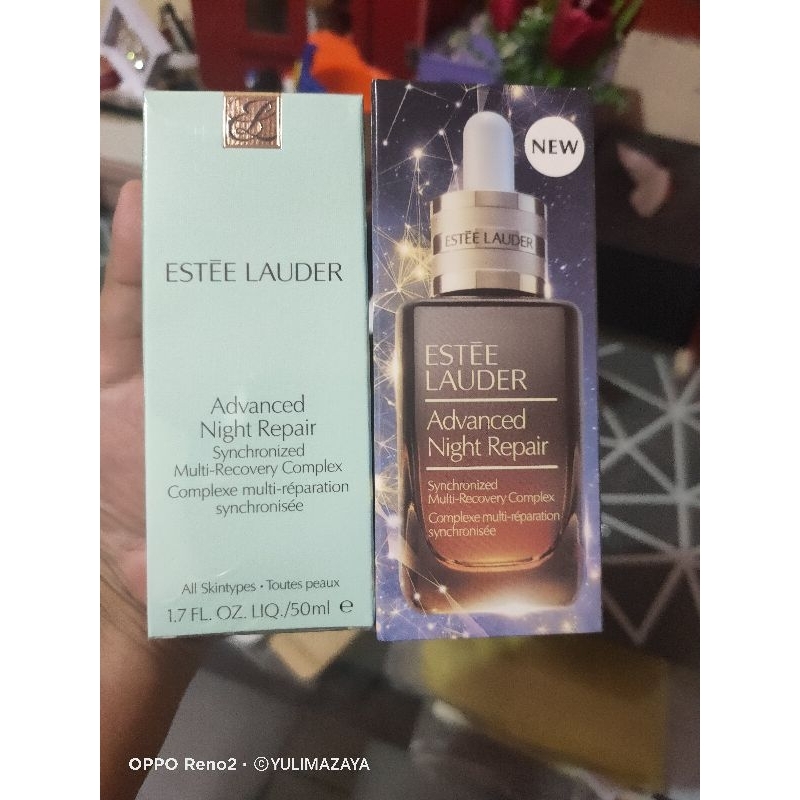 ESTĒE LAUDER
Advanced
Night Repair
Synchronized
Multi-Recovery Complex
Complexe multi-réparation
synchronisée
All Skintypes • Toutes peaux
1.7 FL. OZ. LIQ./50ml ℮
NEW
ESTĒE LAUDER
ESTĒE
LAUDER
Advanced
Night Repair
Synchronized
Multi-Recovery Complex
Complexe multi-réparation
synchronisée
OPPO Reno2 · ©YULIMAZAYA